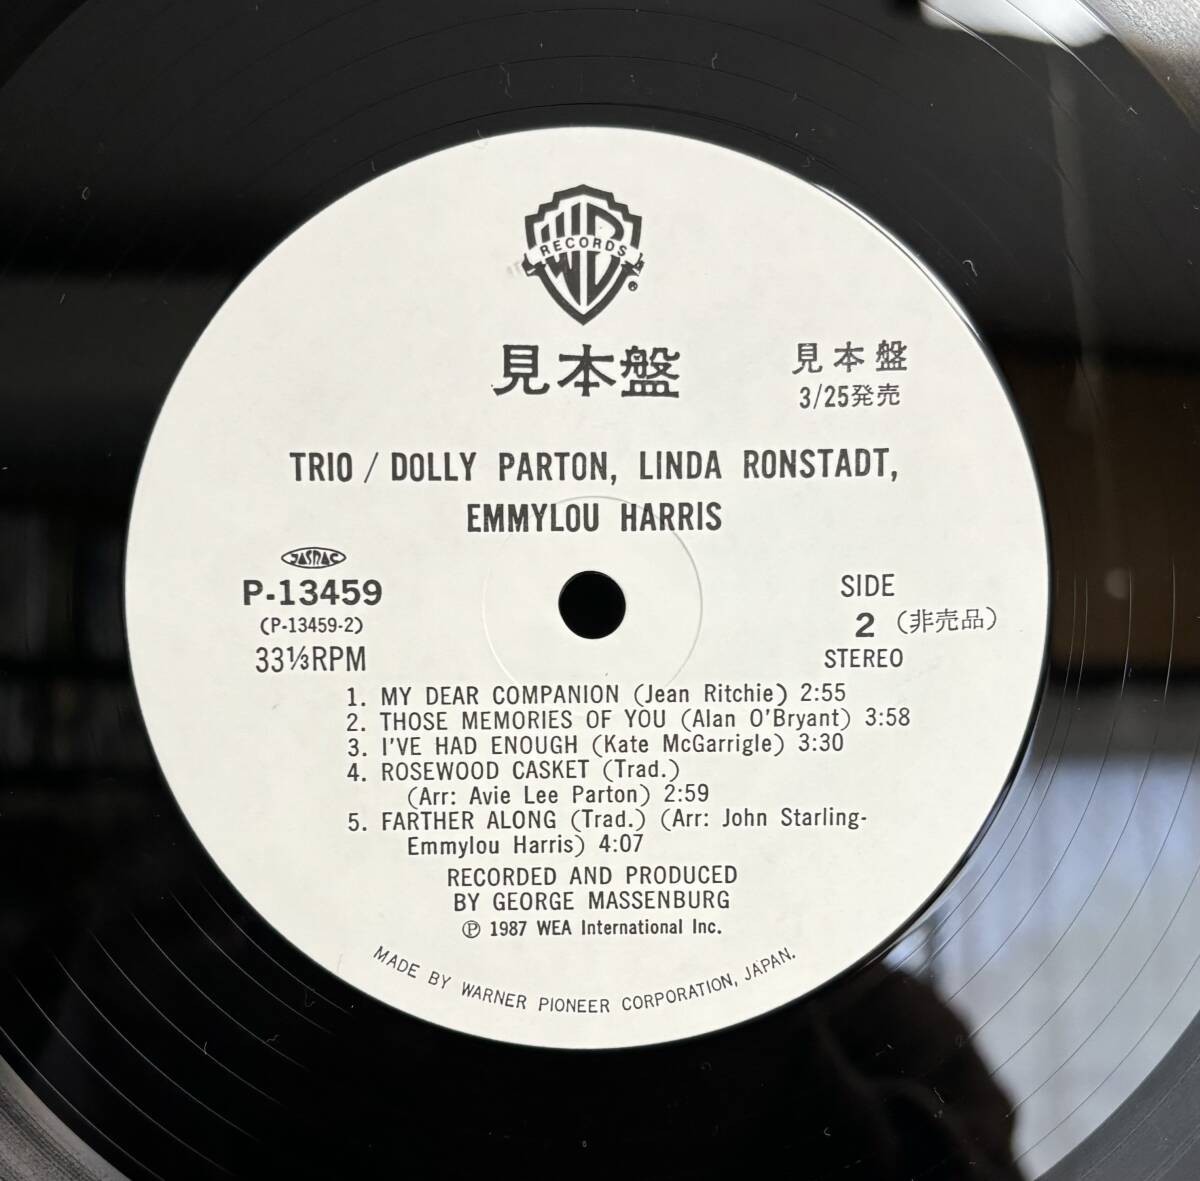 WB
RECORDS
®
見本盤
見本盤
3/25発売
TRIO / DOLLY PARTON, LINDA RONSTADT,
EMMYLOU HARRIS
JASRAC
P-13459
(P-13459-2)
33⅓RPM
SIDE
2 (非売品)
STEREO
1. MY DEAR COMPANION (Jean Ritchie) 2:55
2. THOSE MEMORIES OF YOU (Alan O'Bryant) 3:58
3. I'VE HAD ENOUGH (Kate McGarrigle) 3:30
4. ROSEWOOD CASKET (Trad.)
(Arr: Avie Lee Parton) 2:59
5. FARTHER ALONG (Trad.) (Arr: John Starling-
Emmylou Harris) 4:07
RECORDED AND PRODUCED
BY GEORGE MASSENBURG
Ⓟ 1987 WEA International Inc.
MADE BY WARNER PIONEER CORPORATION, JAPAN.